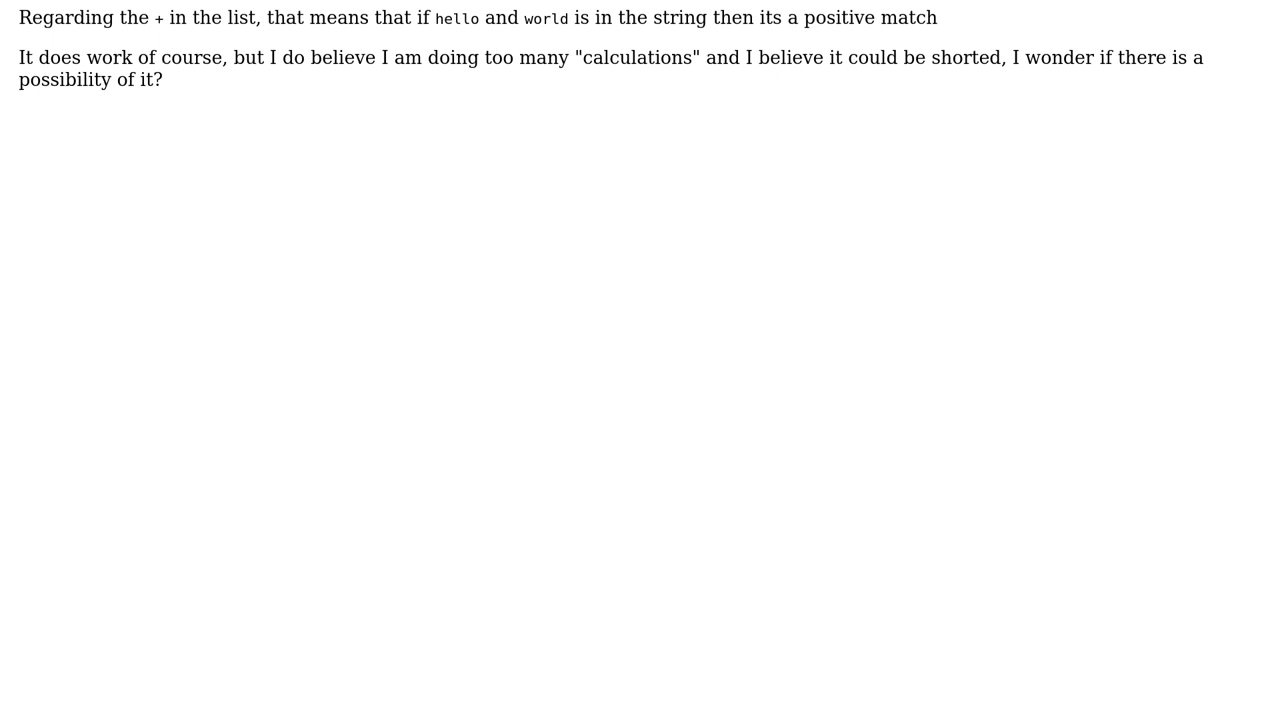 Regarding the + in the list, that means that if hello and world is in the string then its a positive match
It does work of course, but I do believe I am doing too many "calculations" and I believe it could be shorted, I wonder if there is a
possibility of it?